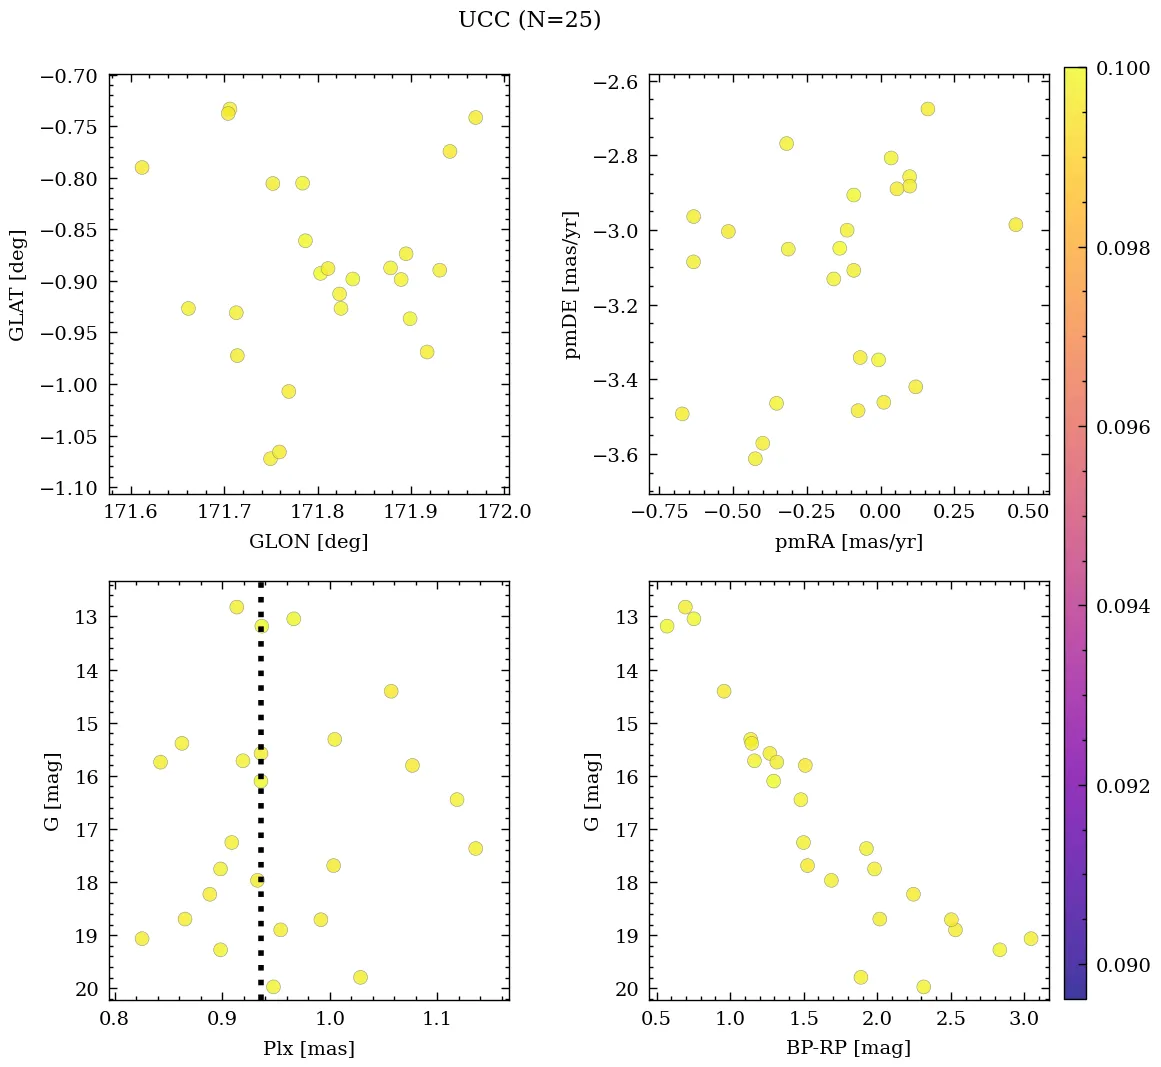 UCC (N=25)
−0.70
−0.75
−0.80
−0.85
−0.90
−0.95
−1.00
−1.05
−1.10
GLAT [deg]
171.6 171.7 171.8 171.9 172.0
GLON [deg]
−2.6
−2.8
−3.0
−3.2
−3.4
−3.6
pmDE [mas/yr]
−0.75 −0.50 −0.25 0.00 0.25 0.50
pmRA [mas/yr]
13
14
15
16
17
18
19
20
G [mag]
0.8 0.9 1.0 1.1
Plx [mas]
13
14
15
16
17
18
19
20
G [mag]
0.5 1.0 1.5 2.0 2.5 3.0
BP-RP [mag]
0.100
0.098
0.096
0.094
0.092
0.090